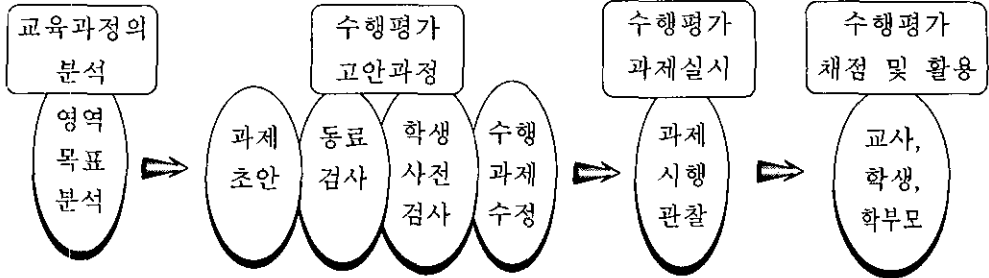 교육과정의
분석
영역
목표
분석
수행평가
고안과정
과제
초안
동료
검사
학생
사전
검사
수행
과제
수정
수행평가
과제실시
과제
시행
관찰
수행평가
채점 및 활용
교사,
학생,
학부모